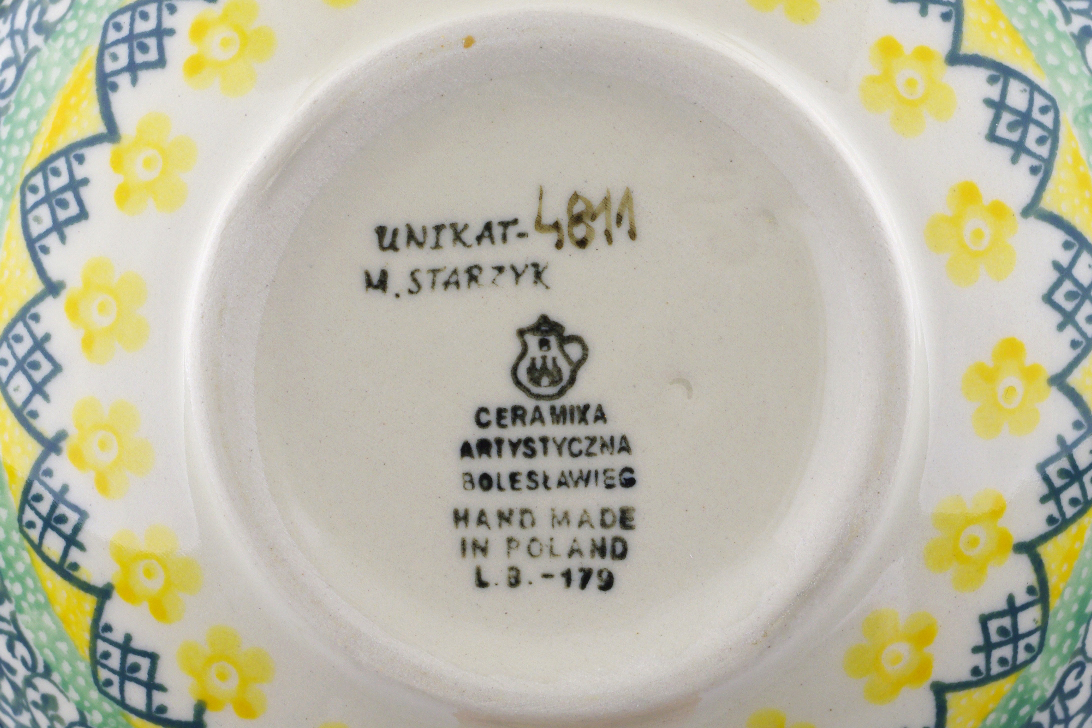 UNIKAT-4811
M. STARZYK
CERAMIKA
ARTYSTYCZNA
BOLESŁAWIEC
HAND MADE
IN POLAND
L.B.-179